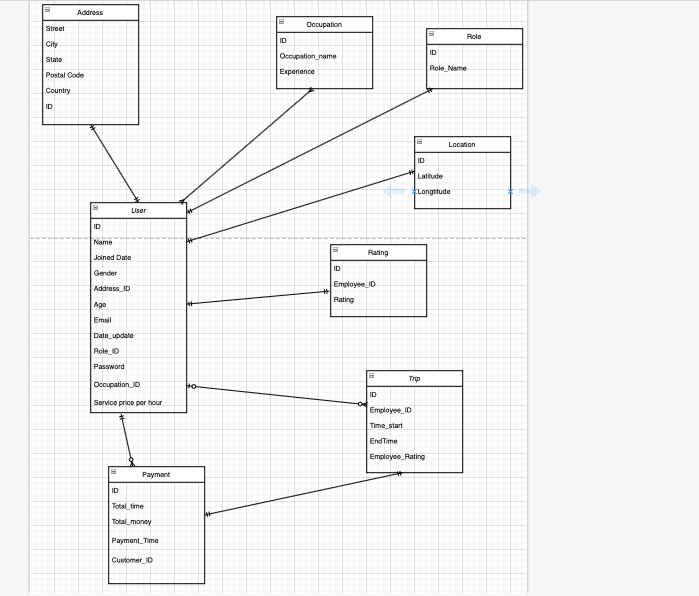 Address
Street
City
State
Postal Code
Country
ID
Occupation
ID
Occupation_name
Experience
Role
ID
Role_Name
Location
ID
Latitude
Longtitude
User
ID
Name
Joined Date
Gender
Address_ID
Age
Email
Date_update
Role_ID
Password
Occupation_ID
Service price per hour
Rating
ID
Employee_ID
Rating
Trip
ID
Employee_ID
Time_start
EndTime
Employee_Rating
Payment
ID
Total_time
Total_money
Payment_Time
Customer_ID